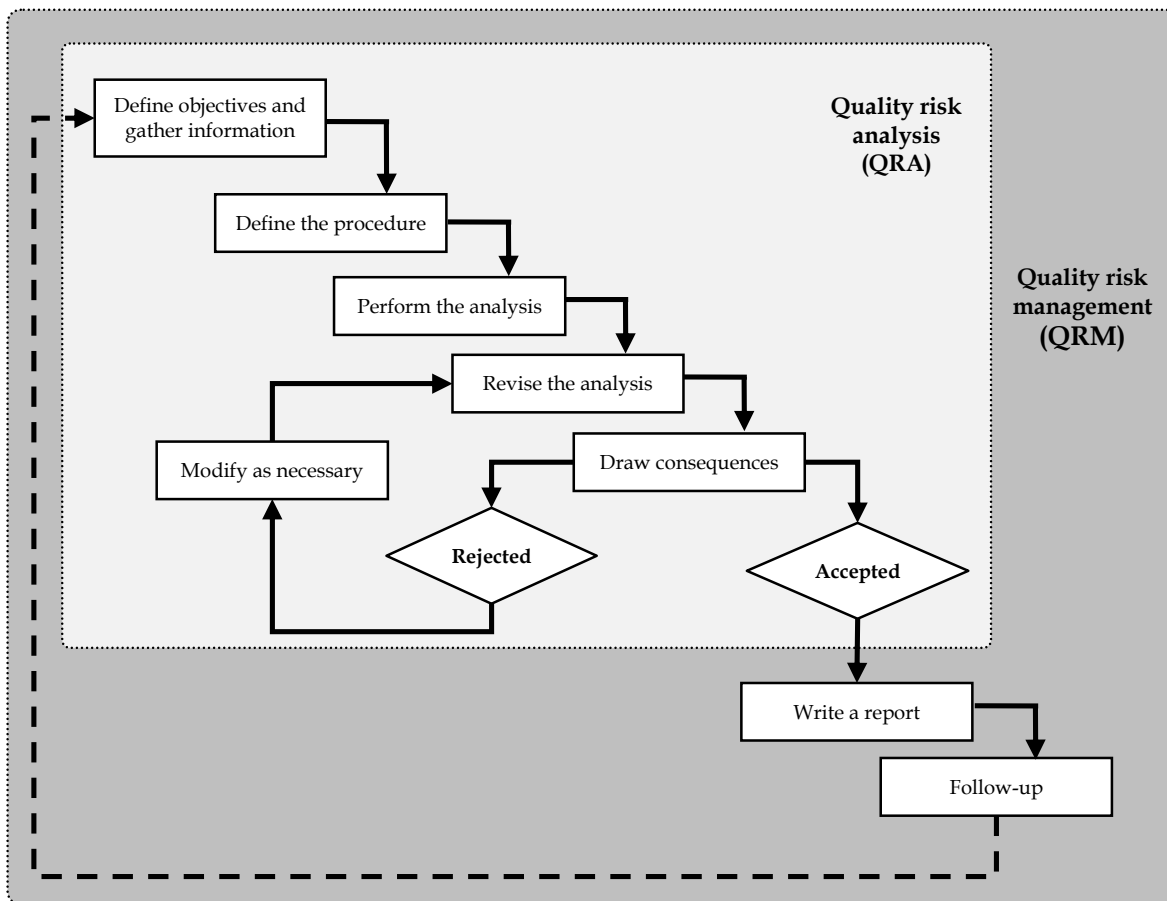 Define objectives and
gather information
Quality risk
analysis
(QRA)
Define the procedure
Quality risk
management
(QRM)
Perform the analysis
Revise the analysis
Modify as necessary
Draw consequences
Rejected
Accepted
Write a report
Follow-up